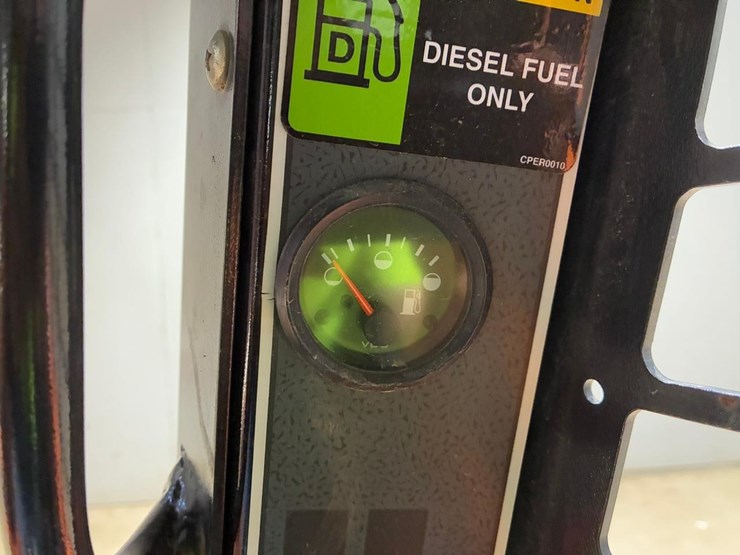 D
DIESEL FUEL
ONLY
CPER0010